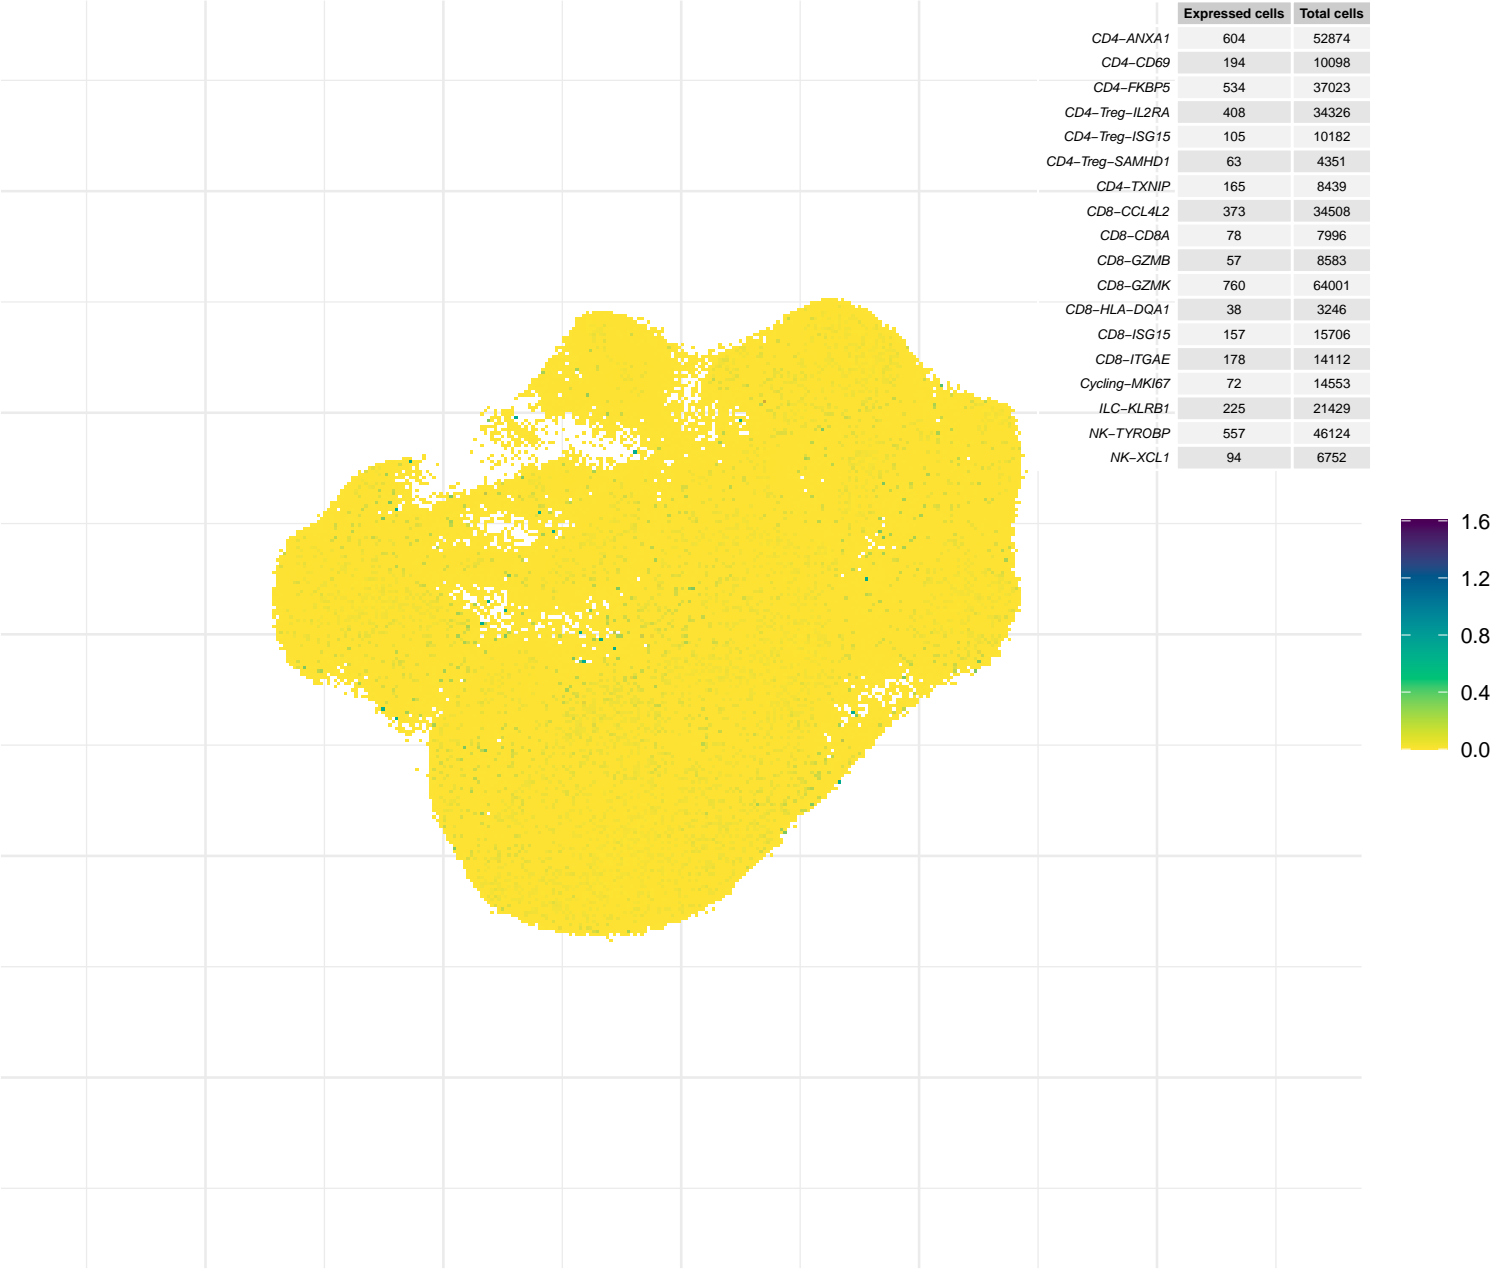 Expressed cells Total cells
CD4−ANXA1 604 52874
CD4−CD69 194 10098
CD4−FKBP5 534 37023
CD4−Treg−IL2RA 408 34326
CD4−Treg−ISG15 105 10182
CD4−Treg−SAMHD1 63 4351
CD4−TXNIP 165 8439
CD8−CCL4L2 373 34508
CD8−CD8A 78 7996
CD8−GZMB 57 8583
CD8−GZMK 760 64001
CD8−HLA−DQA1 38 3246
CD8−ISG15 157 15706
CD8−ITGAE 178 14112
Cycling−MKI67 72 14553
ILC−KLRB1 225 21429
NK−TYROBP 557 46124
NK−XCL1 94 6752
1.6
1.2
0.8
0.4
0.0